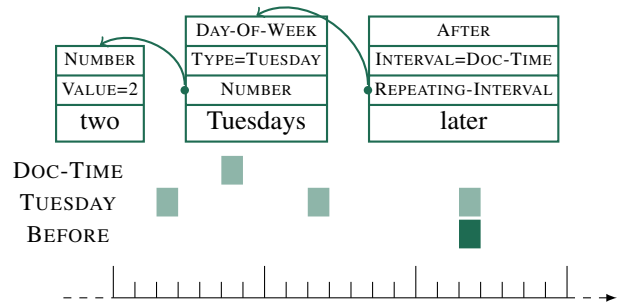 DAY-OF-WEEK AFTER
NUMBER TYPE=TUESDAY INTERVAL=DOC-TIME
VALUE=2 NUMBER REPEATING-INTERVAL
two Tuesdays later
DOC-TIME
TUESDAY
BEFORE